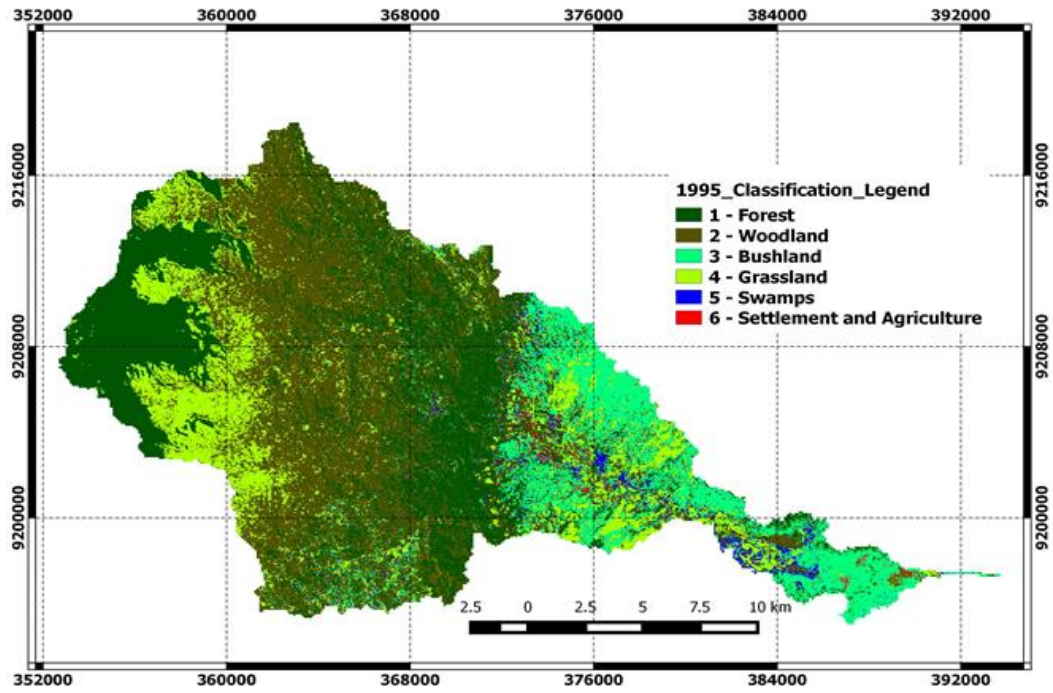 352000 360000 368000 376000 384000 392000
9216000 9216000
1995_Classification_Legend
1 - Forest
2 - Woodland
3 - Bushland
4 - Grassland
5 - Swamps
6 - Settlement and Agriculture
9208000 9208000
9200000 9200000
2.5 0 2.5 5 7.5 10 km
352000 360000 368000 376000 384000 392000